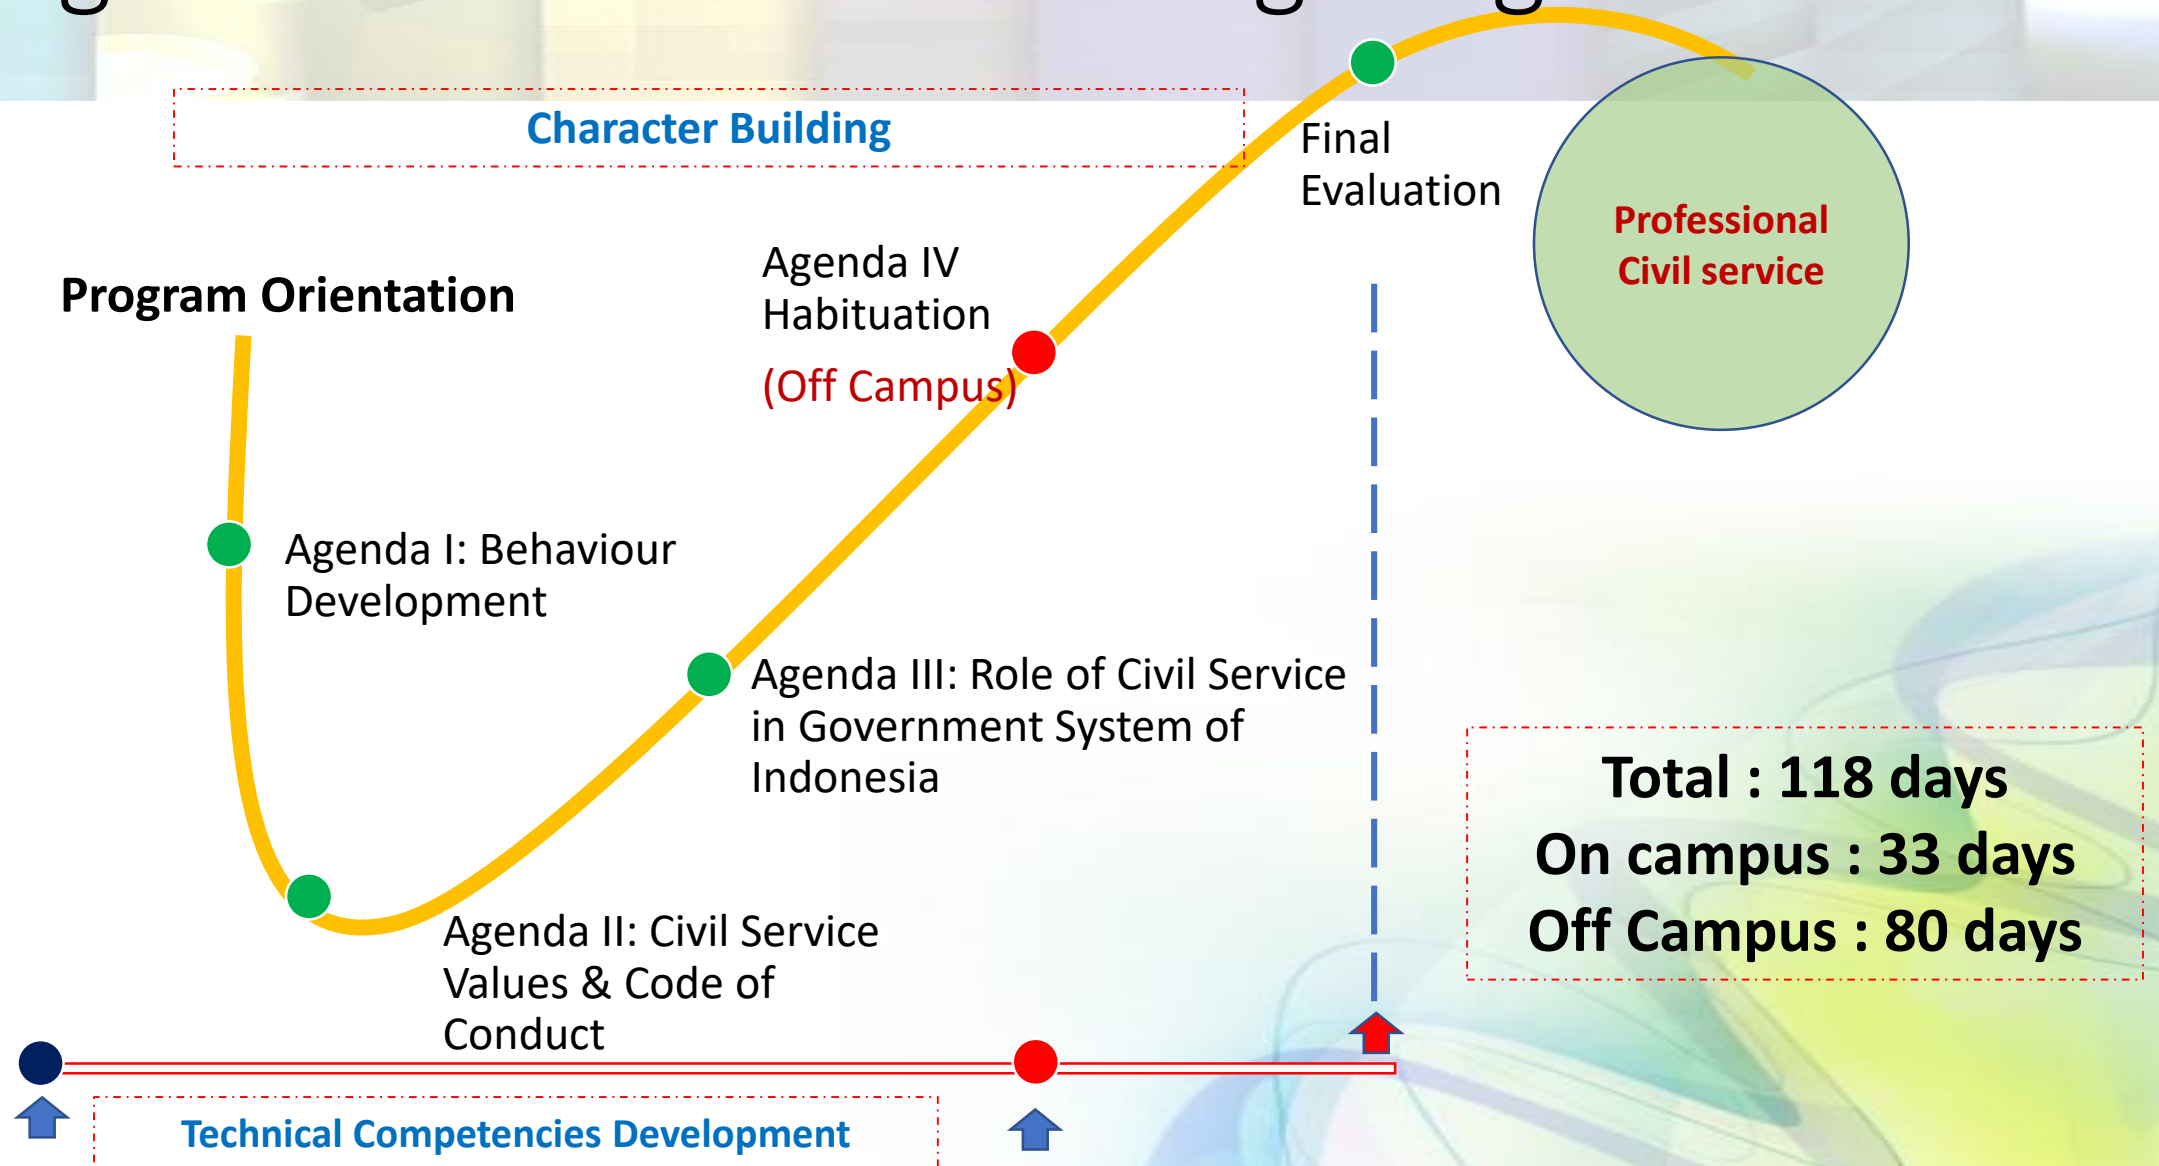 Character Building
Final
Evaluation
Professional
Civil service
Agenda IV
Habituation
(Off Campus)
Program Orientation
Agenda I: Behaviour
Development
Agenda III: Role of Civil Service
in Government System of
Indonesia
Total : 118 days
On campus : 33 days
Off Campus : 80 days
Agenda II: Civil Service
Values & Code of
Conduct
Technical Competencies Development